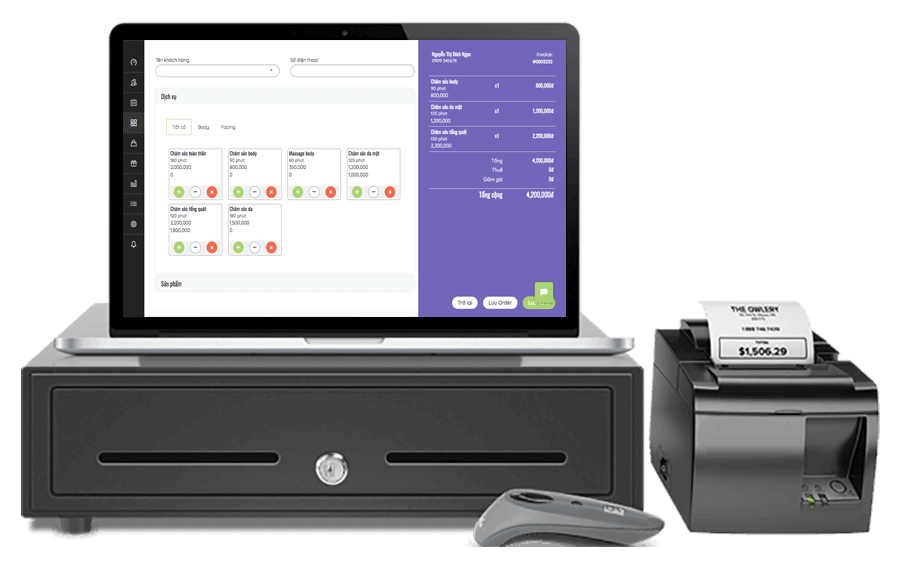 Tên khách hàng
Số điện thoại
Dịch vụ
Tất cả
Body
Facing
Chăm sóc toàn thân
180 phút
2,000,000
0
Chăm sóc body
90 phút
800,000
0
Massage body
60 phút
350,000
0
Chăm sóc da mặt
120 phút
1,200,000
1,000,000
Chăm sóc tổng quát
120 phút
2,200,000
1,800,000
Chăm sóc da
180 phút
1,500,000
0
Sản phẩm
Nguyễn Thị Bích Ngọc
0909 345678
Invoice:
#0005232
Chăm sóc body
90 phút
800,000
x1
800,000đ
Chăm sóc da mặt
120 phút
1,200,000
x1
1,200,000đ
Chăm sóc tổng quát
120 phút
2,200,000
x1
2,200,000đ
Tổng 4,200,000đ
Thuế 0đ
Giảm giá 0đ
Tổng cộng 4,200,000đ
Trở lại
Lưu Order
THE OWLERY
TOTAL
$1,506.29